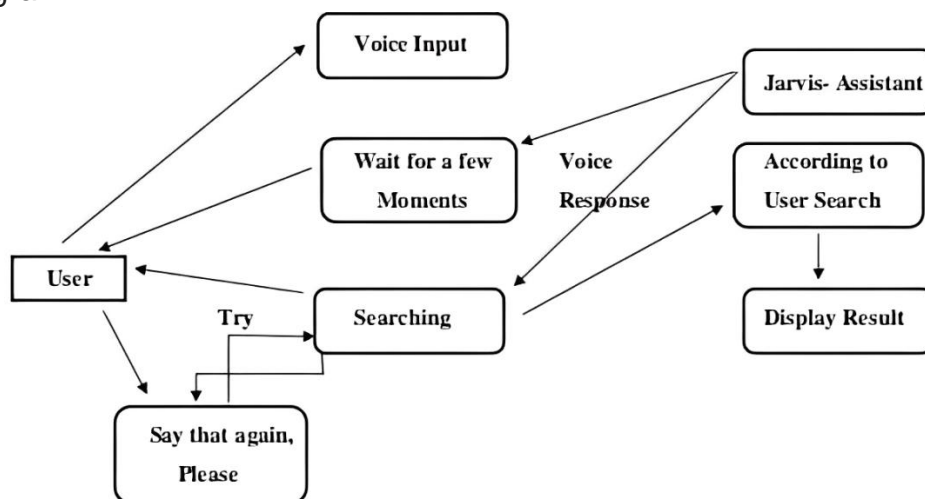 Voice Input
Jarvis- Assistant
Wait for a few
Moments
Voice
Response
According to
User Search
User
Try
Searching
Display Result
Say that again,
Please